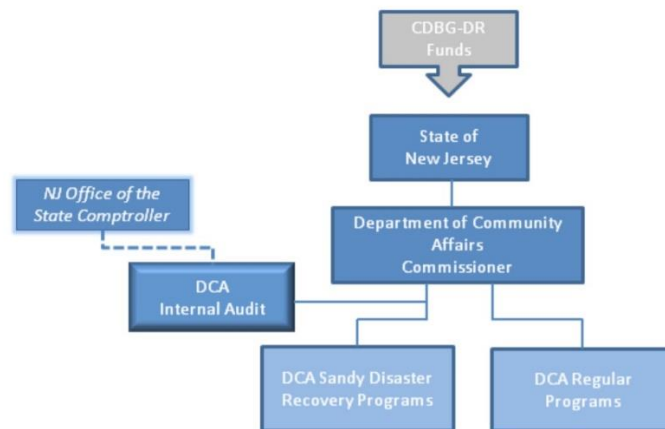 CDBG-DR
Funds
State of
New Jersey
NJ Office of the
State Comptroller
Department of Community
Affairs
Commissioner
DCA
Internal Audit
DCA Sandy Disaster
Recovery Programs
DCA Regular
Programs